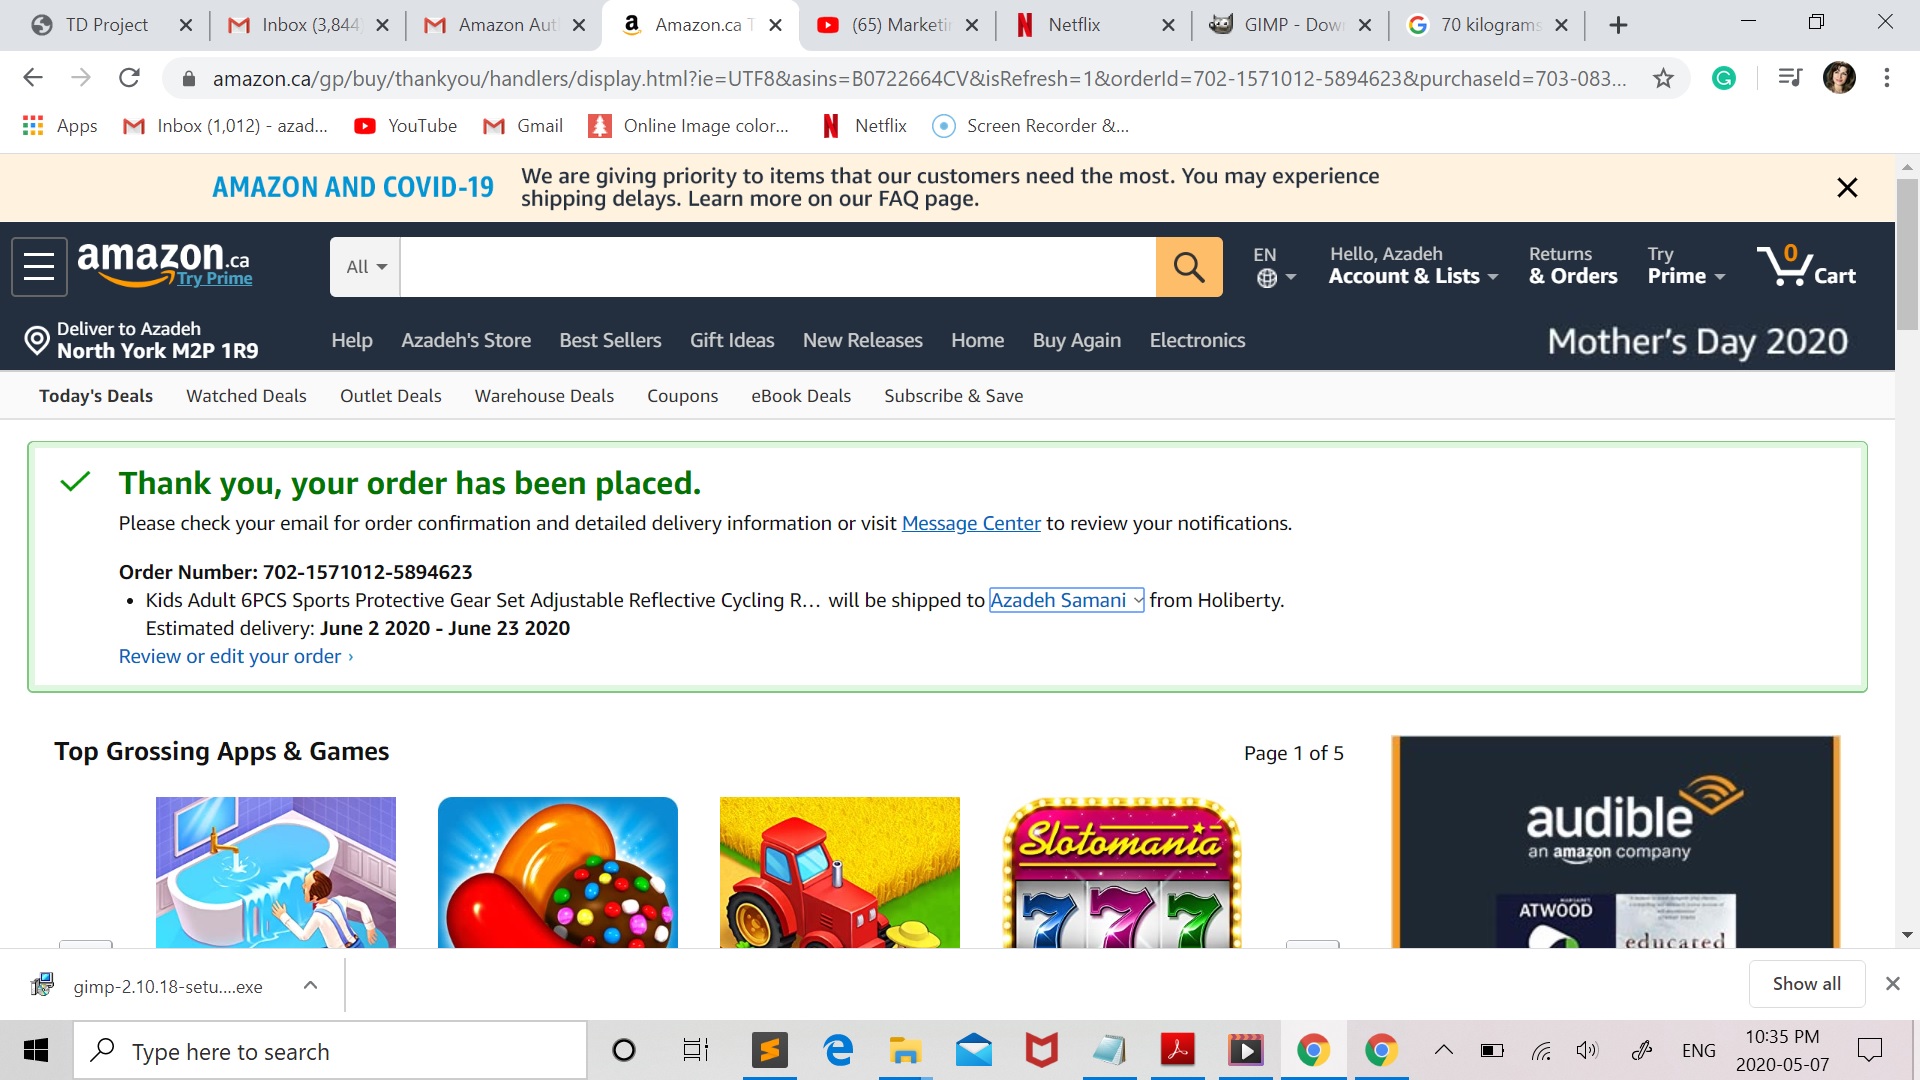 TD Project
Inbox (3,844
Amazon Aut
Amazon.ca T
(65) Marketi
Netflix
GIMP - Dow
70 kilograms
amazon.ca/gp/buy/thankyou/handlers/display.html?ie=UTF8&asins=B0722664CV&isRefresh=1&orderId=702-1571012-5894623&purchaseId=703-083...
Apps
Inbox (1,012) - azad...
YouTube
Gmail
Online Image color...
Netflix
Screen Recorder &...
AMAZON AND COVID-19
We are giving priority to items that our customers need the most. You may experience
shipping delays. Learn more on our FAQ page.
amazon.ca
Try Prime
All
EN
Hello, Azadeh
Account & Lists
Returns
& Orders
Try
Prime
0
Cart
Deliver to Azadeh
North York M2P 1R9
Help
Azadeh's Store
Best Sellers
Gift Ideas
New Releases
Home
Buy Again
Electronics
Mother's Day 2020
Today's Deals
Watched Deals
Outlet Deals
Warehouse Deals
Coupons
eBook Deals
Subscribe & Save
Thank you, your order has been placed.
Please check your email for order confirmation and detailed delivery information or visit Message Center to review your notifications.
Order Number: 702-1571012-5894623
• Kids Adult 6PCS Sports Protective Gear Set Adjustable Reflective Cycling R... will be shipped to Azadeh Samani from Holiberty.
Estimated delivery: June 2 2020 - June 23 2020
Review or edit your order ›
Top Grossing Apps & Games
Page 1 of 5
Slotomania
7 7 7
audible
an amazon company
ATWOOD
educated
gimp-2.10.18-setu....exe
Show all
Type here to search
ENG
10:35 PM
2020-05-07